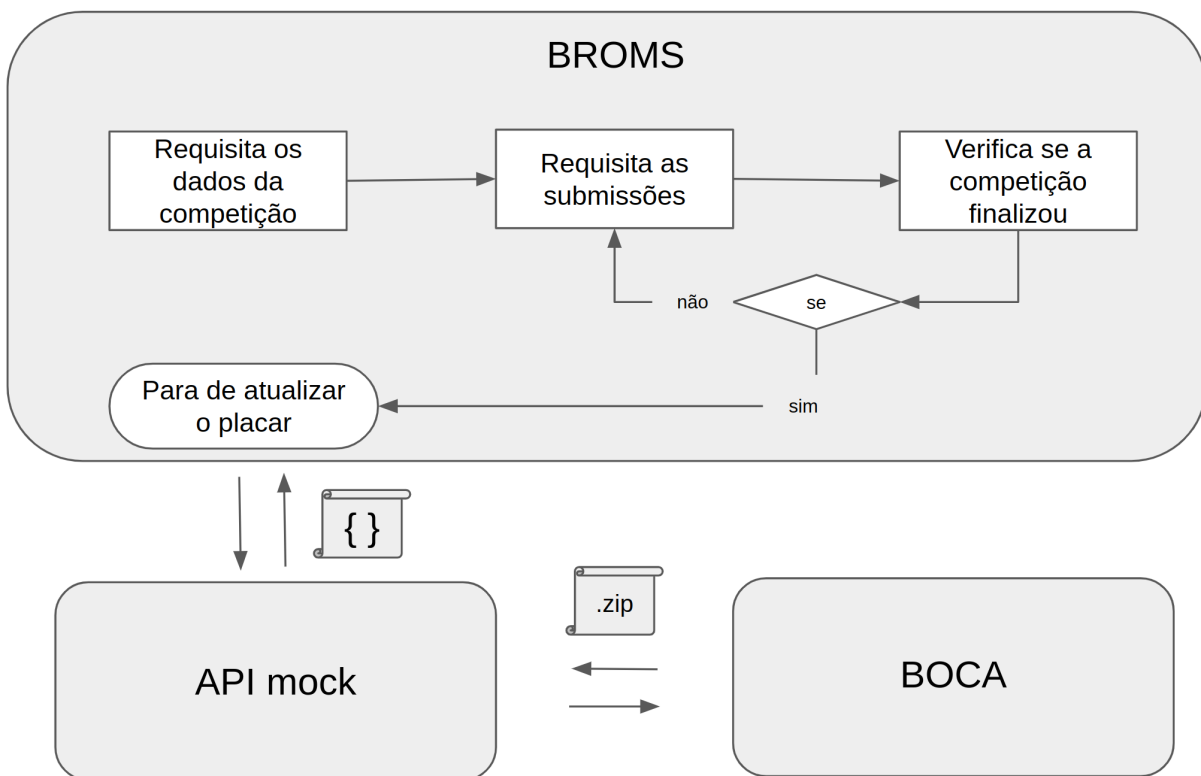 BROMS
Requisita os
dados da
competição
Requisita as
submissões
Verifica se a
competição
finalizou
não
se
Para de atualizar
o placar
sim
{ }
.zip
API mock
BOCA